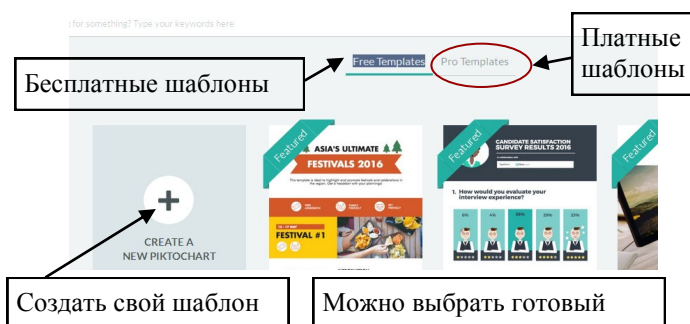 for something? Type your keywords here
Платные
шаблоны
Free Templates
Pro Templates
Бесплатные шаблоны
Featured
ASIA'S ULTIMATE
FESTIVALS 2016
FESTIVAL #1
Featured
CANDIDATE SATISFACTION
SURVEY RESULTS 2016
1. How would you evaluate your
interview experience?
Featured
CREATE A
NEW PIKTOCHART
Создать свой шаблон
Можно выбрать готовый